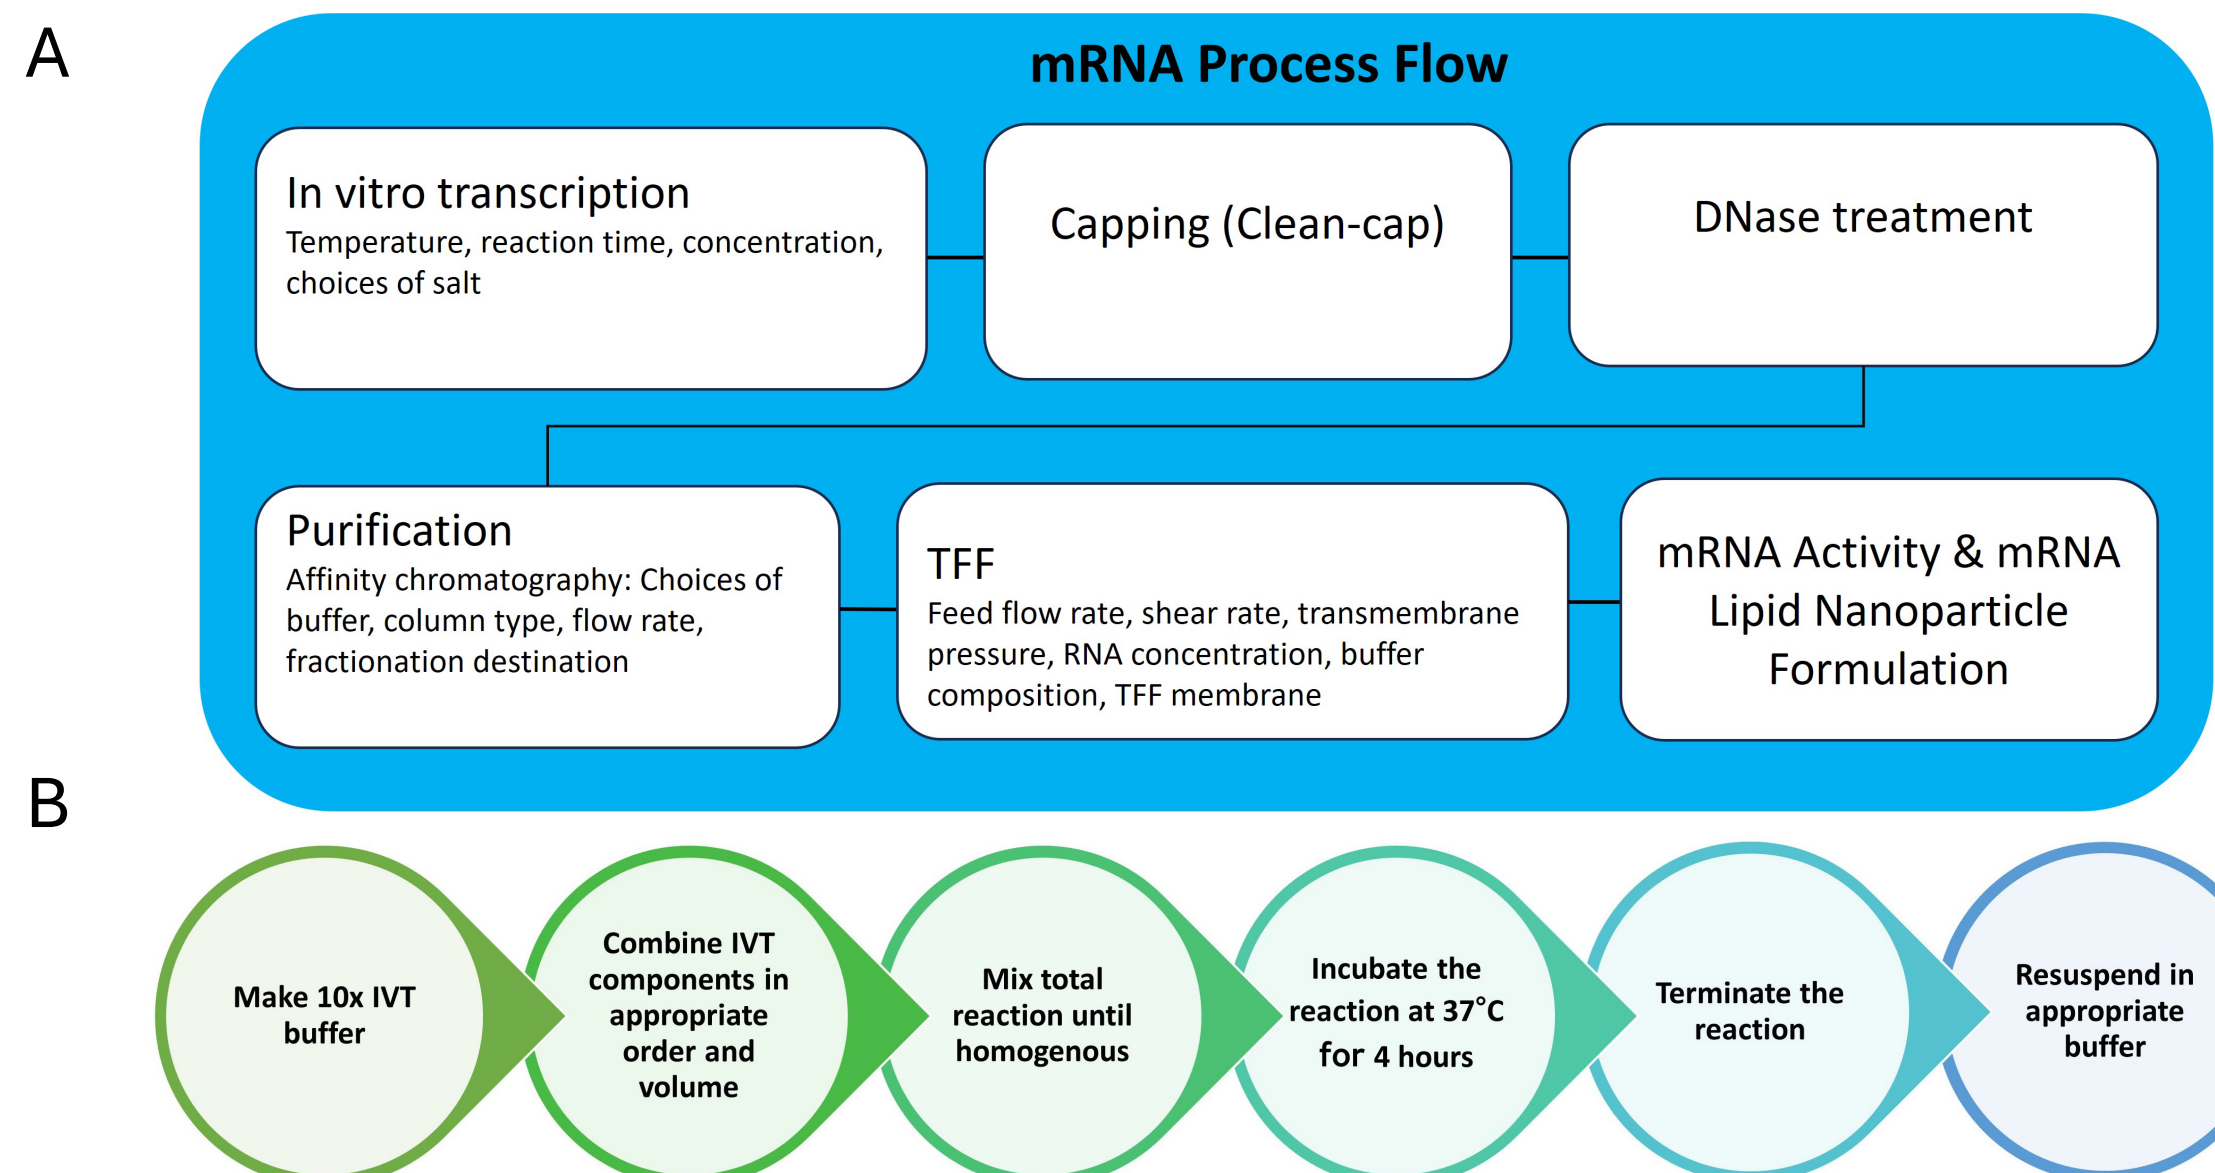 A
mRNA Process Flow
In vitro transcription
Temperature, reaction time, concentration,
choices of salt
Capping (Clean-cap)
DNase treatment
Purification
Affinity chromatography: Choices of
buffer, column type, flow rate,
fractionation destination
TFF
Feed flow rate, shear rate, transmembrane
pressure, RNA concentration, buffer
composition, TFF membrane
mRNA Activity & mRNA
Lipid Nanoparticle
Formulation
B
Make 10x IVT
buffer
Combine IVT
components in
appropriate
order and
volume
Mix total
reaction until
homogenous
Incubate the
reaction at 37°C
for 4 hours
Terminate the
reaction
Resuspend in
appropriate
buffer